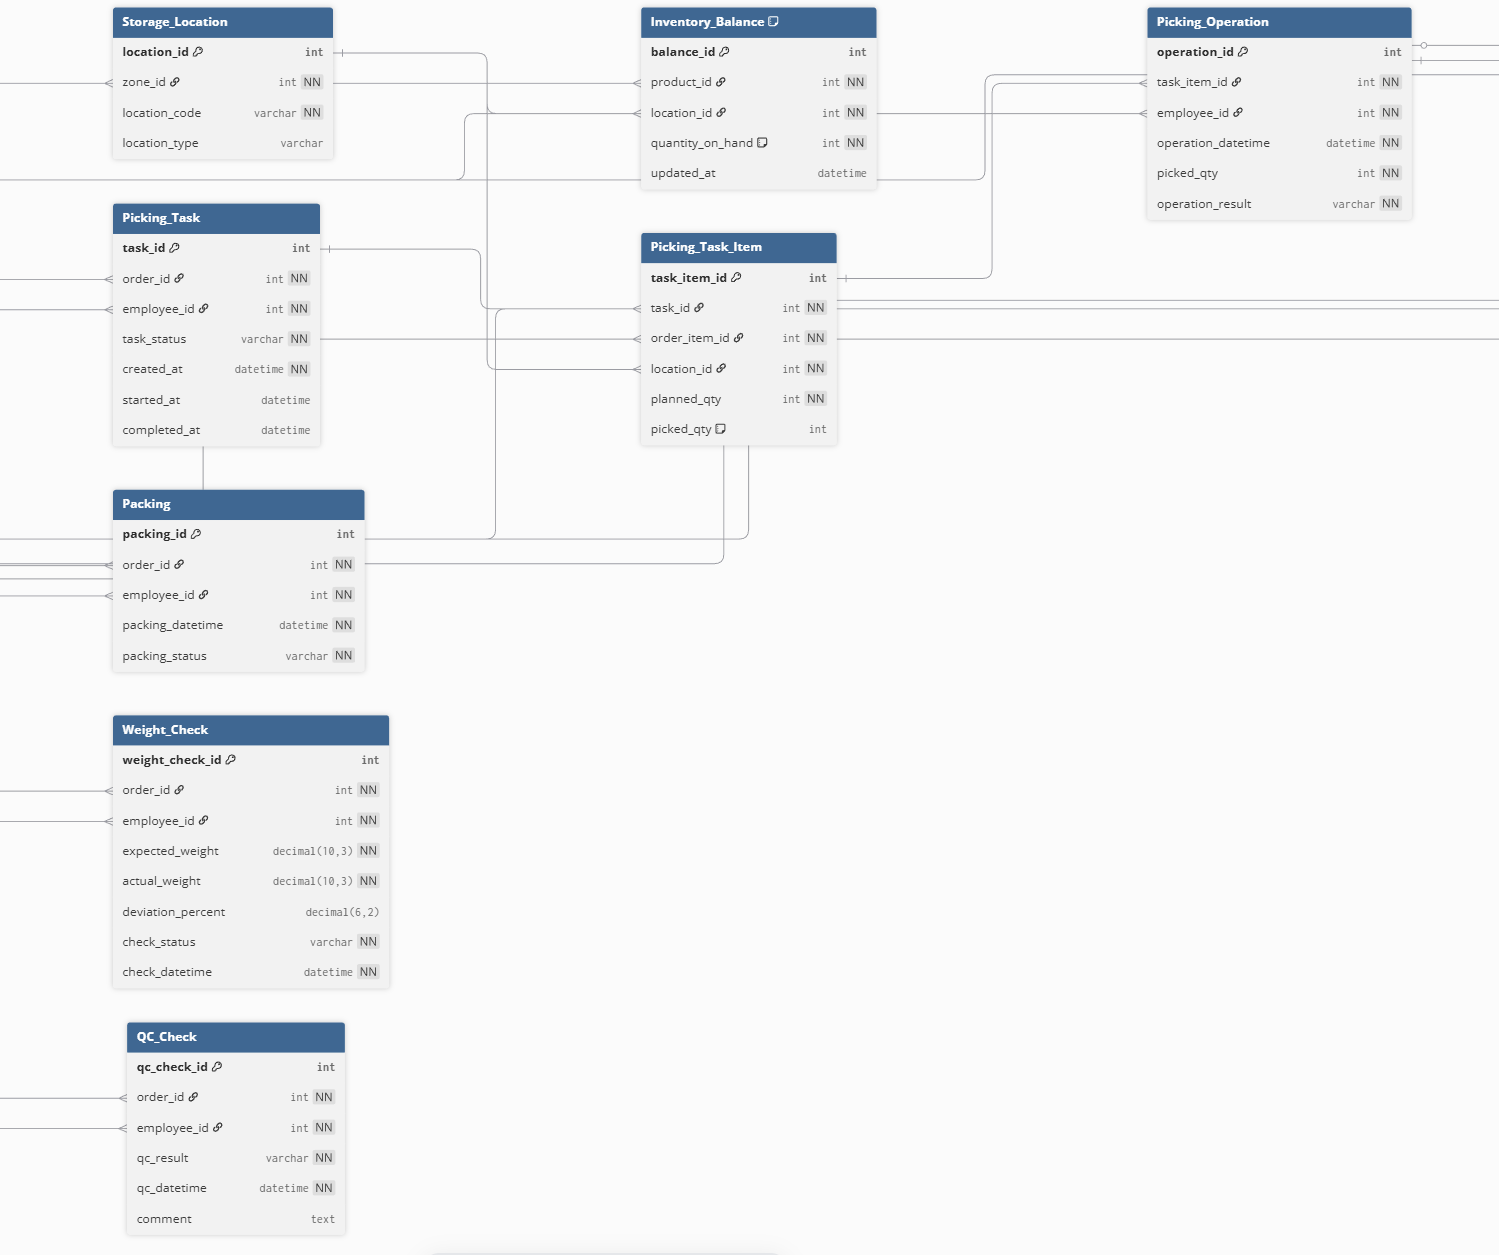 Storage_Location
location_id int
zone_id int NN
location_code varchar NN
location_type varchar
Inventory_Balance
balance_id int
product_id int NN
location_id int NN
quantity_on_hand int NN
updated_at datetime
Picking_Operation
operation_id int
task_item_id int NN
employee_id int NN
operation_datetime datetime NN
picked_qty int NN
operation_result varchar NN
Picking_Task
task_id int
order_id int NN
employee_id int NN
task_status varchar NN
created_at datetime NN
started_at datetime
completed_at datetime
Picking_Task_Item
task_item_id int
task_id int NN
order_item_id int NN
location_id int NN
planned_qty int NN
picked_qty int
Packing
packing_id int
order_id int NN
employee_id int NN
packing_datetime datetime NN
packing_status varchar NN
Weight_Check
weight_check_id int
order_id int NN
employee_id int NN
expected_weight decimal(10,3) NN
actual_weight decimal(10,3) NN
deviation_percent decimal(6,2)
check_status varchar NN
check_datetime datetime NN
QC_Check
qc_check_id int
order_id int NN
employee_id int NN
qc_result varchar NN
qc_datetime datetime NN
comment text